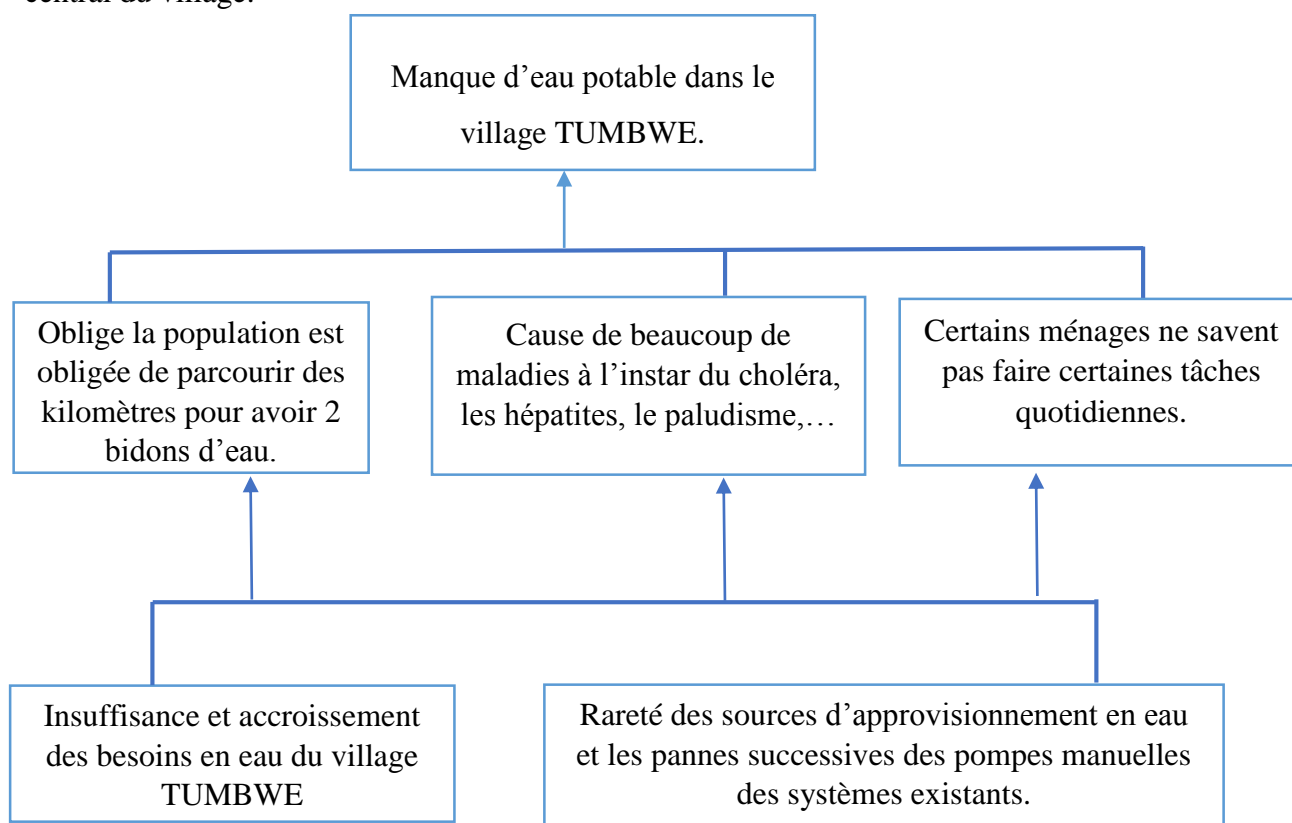 central du village.
Manque d’eau potable dans le
village TUMBWE.
Oblige la population est
obligée de parcourir des
kilomètres pour avoir 2
bidons d’eau.
Cause de beaucoup de
maladies à l’instar du choléra,
les hépatites, le paludisme,…
Certains ménages ne savent
pas faire certaines tâches
quotidiennes.
Insuffisance et accroissement
des besoins en eau du village
TUMBWE
Rareté des sources d’approvisionnement en eau
et les pannes successives des pompes manuelles
des systèmes existants.